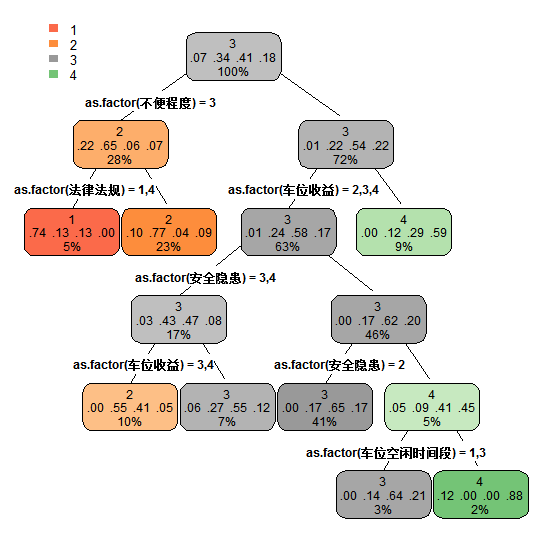 1
2
3
4
3
.07 .34 .41 .18
100%
as.factor(不便程度) = 3
2
.22 .65 .06 .07
28%
3
.01 .22 .54 .22
72%
as.factor(法律法规) = 1,4
as.factor(车位收益) = 2,3,4
1
.74 .13 .13 .00
5%
2
.10 .77 .04 .09
23%
3
.01 .24 .58 .17
63%
4
.00 .12 .29 .59
9%
as.factor(安全隐患) = 3,4
3
.03 .43 .47 .08
17%
3
.00 .17 .62 .20
46%
as.factor(车位收益) = 3,4
as.factor(安全隐患) = 2
2
.00 .55 .41 .05
10%
3
.06 .27 .55 .12
7%
3
.00 .17 .65 .17
41%
4
.05 .09 .41 .45
5%
as.factor(车位空闲时间段) = 1,3
3
.00 .14 .64 .21
3%
4
.12 .00 .00 .88
2%